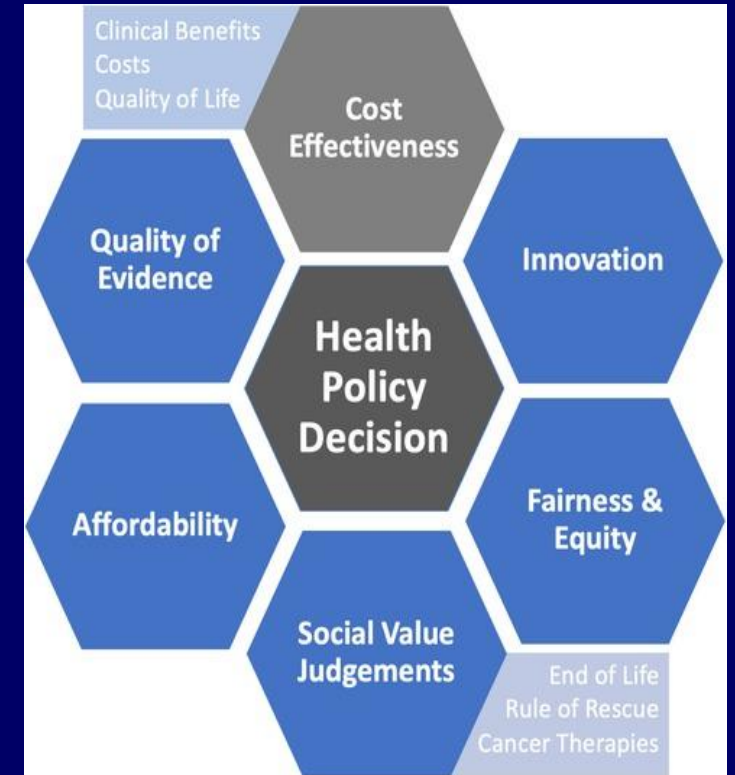 Clinical Benefits
Costs
Quality of Life
Cost
Effectiveness
Quality of
Evidence
Innovation
Health
Policy
Decision
Affordability
Fairness &
Equity
Social Value
Judgements
End of Life
Rule of Rescue
Cancer Therapies